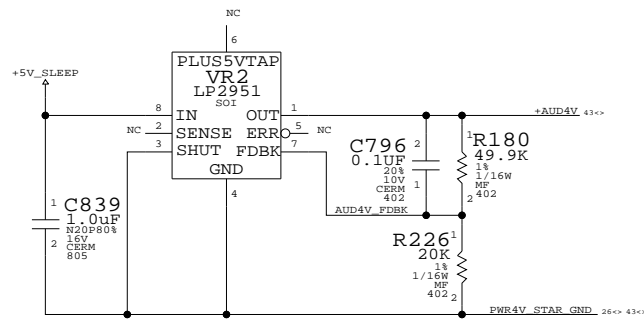 NC
6
PLUS5VTAP
VR2
LP2951
SOI
+5V_SLEEP
8 IN OUT 1
+AUD4V 43<>
NC 2 SENSE ERR 5 NC
3 SHUT FDBK 7
GND
4
C796
0.1UF
20%
10V
CERM
402
2
1
1
R180
49.9K
1%
1/16W
MF
402
2
AUD4V_FDBK
1
C839
1.0uF
N20P80%
16V
CERM
805
2
R226
1
20K
1%
1/16W
MF
402
2
PWR4V_STAR_GND 26<> 43<>